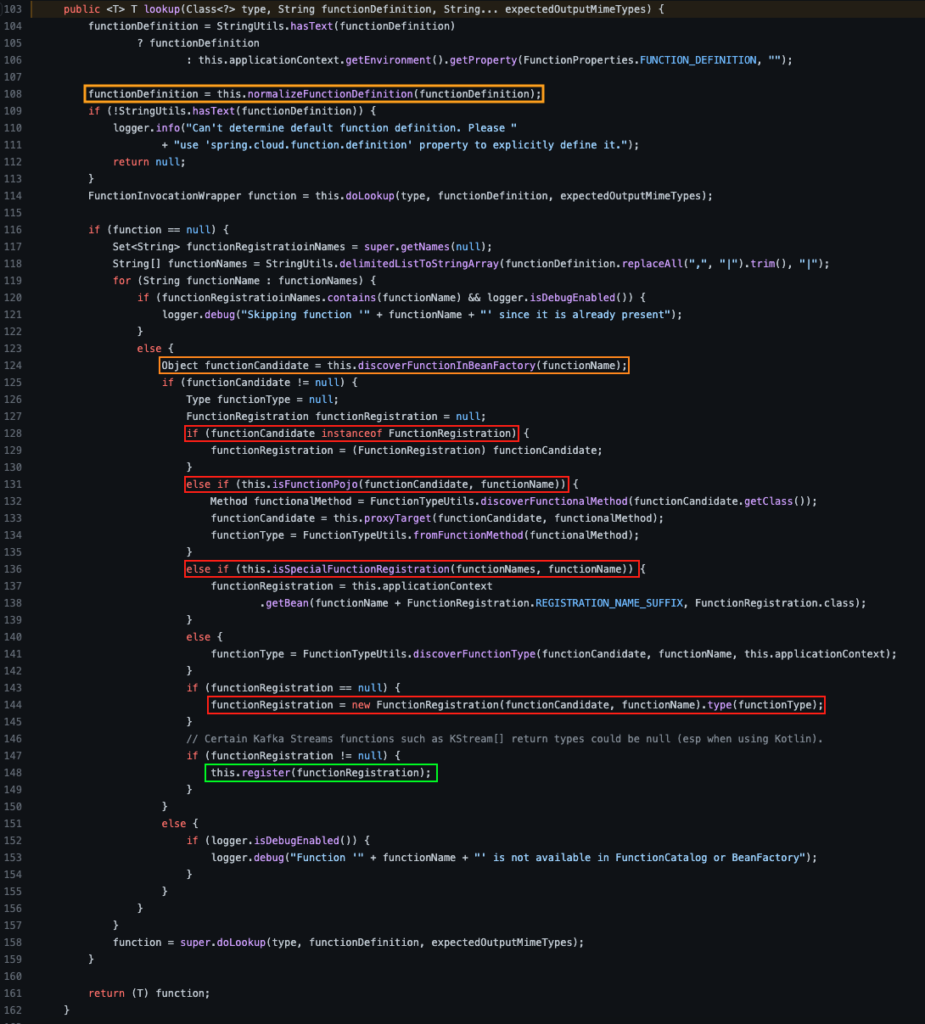 103 public <T> T lookup(Class<?> type, String functionDefinition, String... expectedOutputMimeTypes) {
104 functionDefinition = StringUtils.hasText(functionDefinition)
105 ? functionDefinition
106 : this.applicationContext.getEnvironment().getProperty(FunctionProperties.FUNCTION_DEFINITION, "");
107
108 functionDefinition = this.normalizeFunctionDefinition(functionDefinition);
109 if (!StringUtils.hasText(functionDefinition)) {
110 logger.info("Can't determine default function definition. Please "
111 + "use 'spring.cloud.function.definition' property to explicitly define it.");
112 return null;
113 }
114 FunctionInvocationWrapper function = this.doLookup(type, functionDefinition, expectedOutputMimeTypes);
115
116 if (function == null) {
117 Set<String> functionRegistratioinNames = super.getNames(null);
118 String[] functionNames = StringUtils.delimitedListToStringArray(functionDefinition.replaceAll(",", "|").trim(), "|");
119 for (String functionName : functionNames) {
120 if (functionRegistratioinNames.contains(functionName) && logger.isDebugEnabled()) {
121 logger.debug("Skipping function '" + functionName + "' since it is already present");
122 }
123 else {
124 Object functionCandidate = this.discoverFunctionInBeanFactory(functionName);
125 if (functionCandidate != null) {
126 Type functionType = null;
127 FunctionRegistration functionRegistration = null;
128 if (functionCandidate instanceof FunctionRegistration) {
129 functionRegistration = (FunctionRegistration) functionCandidate;
130 }
131 else if (this.isFunctionPojo(functionCandidate, functionName)) {
132 Method functionalMethod = FunctionTypeUtils.discoverFunctionalMethod(functionCandidate.getClass());
133 functionCandidate = this.proxyTarget(functionCandidate, functionalMethod);
134 functionType = FunctionTypeUtils.fromFunctionMethod(functionalMethod);
135 }
136 else if (this.isSpecialFunctionRegistration(functionNames, functionName)) {
137 functionRegistration = this.applicationContext
138 .getBean(functionName + FunctionRegistration.REGISTRATION_NAME_SUFFIX, FunctionRegistration.class);
139 }
140 else {
141 functionType = FunctionTypeUtils.discoverFunctionType(functionCandidate, functionName, this.applicationContext);
142 }
143 if (functionRegistration == null) {
144 functionRegistration = new FunctionRegistration(functionCandidate, functionName).type(functionType);
145 }
146 // Certain Kafka Streams functions such as KStream[] return types could be null (esp when using Kotlin).
147 if (functionRegistration != null) {
148 this.register(functionRegistration);
149 }
150 }
151 else {
152 if (logger.isDebugEnabled()) {
153 logger.debug("Function '" + functionName + "' is not available in FunctionCatalog or BeanFactory");
154 }
155 }
156 }
157 }
158 function = super.doLookup(type, functionDefinition, expectedOutputMimeTypes);
159 }
160
161 return (T) function;
162 }